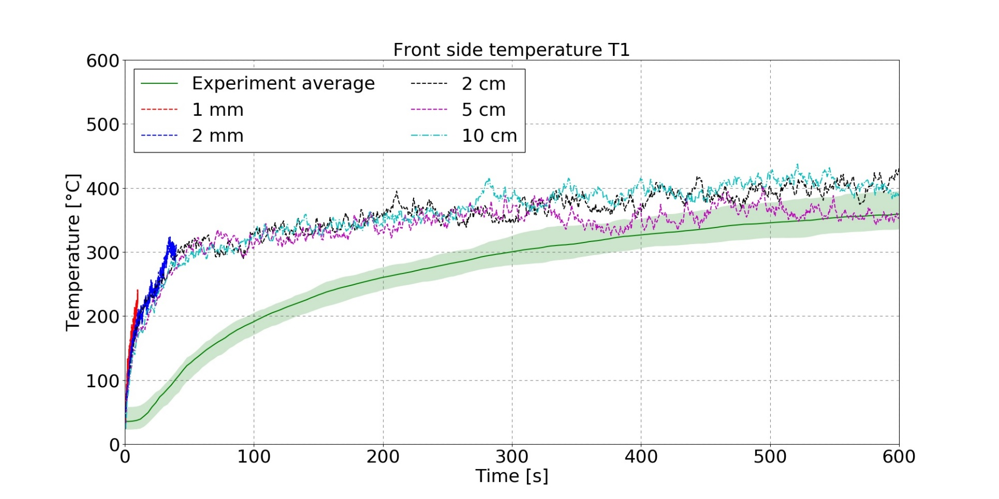 Front side temperature T1
600
500
400
300
200
100
0
Temperature [°C]
Experiment average
1 mm
2 mm
2 cm
5 cm
10 cm
0 100 200 300 400 500 600
Time [s]